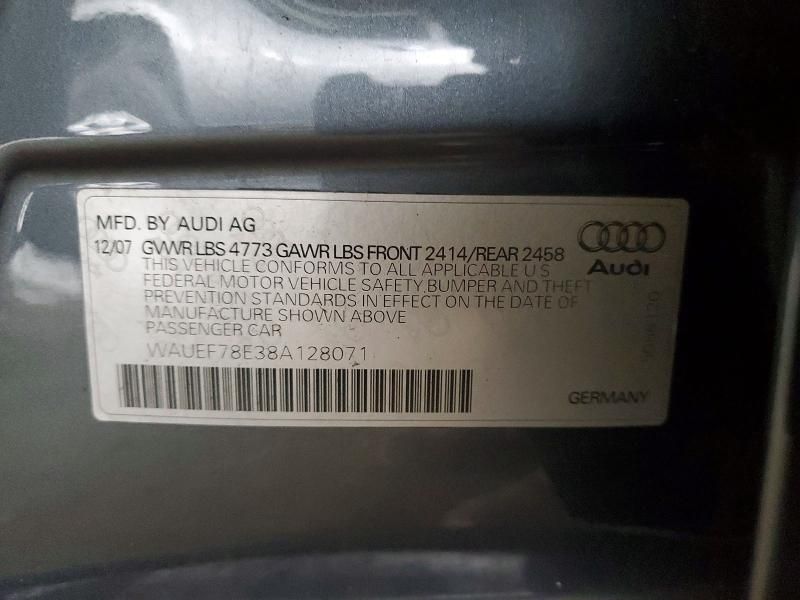 MFD. BY AUDI AG
12/07 GVWR LBS 4773 GAWR LBS FRONT 2414/REAR 2458
THIS VEHICLE CONFORMS TO ALL APPLICABLE U S
FEDERAL MOTOR VEHICLE SAFETY, BUMPER AND THEFT
PREVENTION STANDARDS IN EFFECT ON THE DATE OF
MANUFACTURE SHOWN ABOVE
PASSENGER CAR
WAUEF78E38A128071
Audi
GERMANY